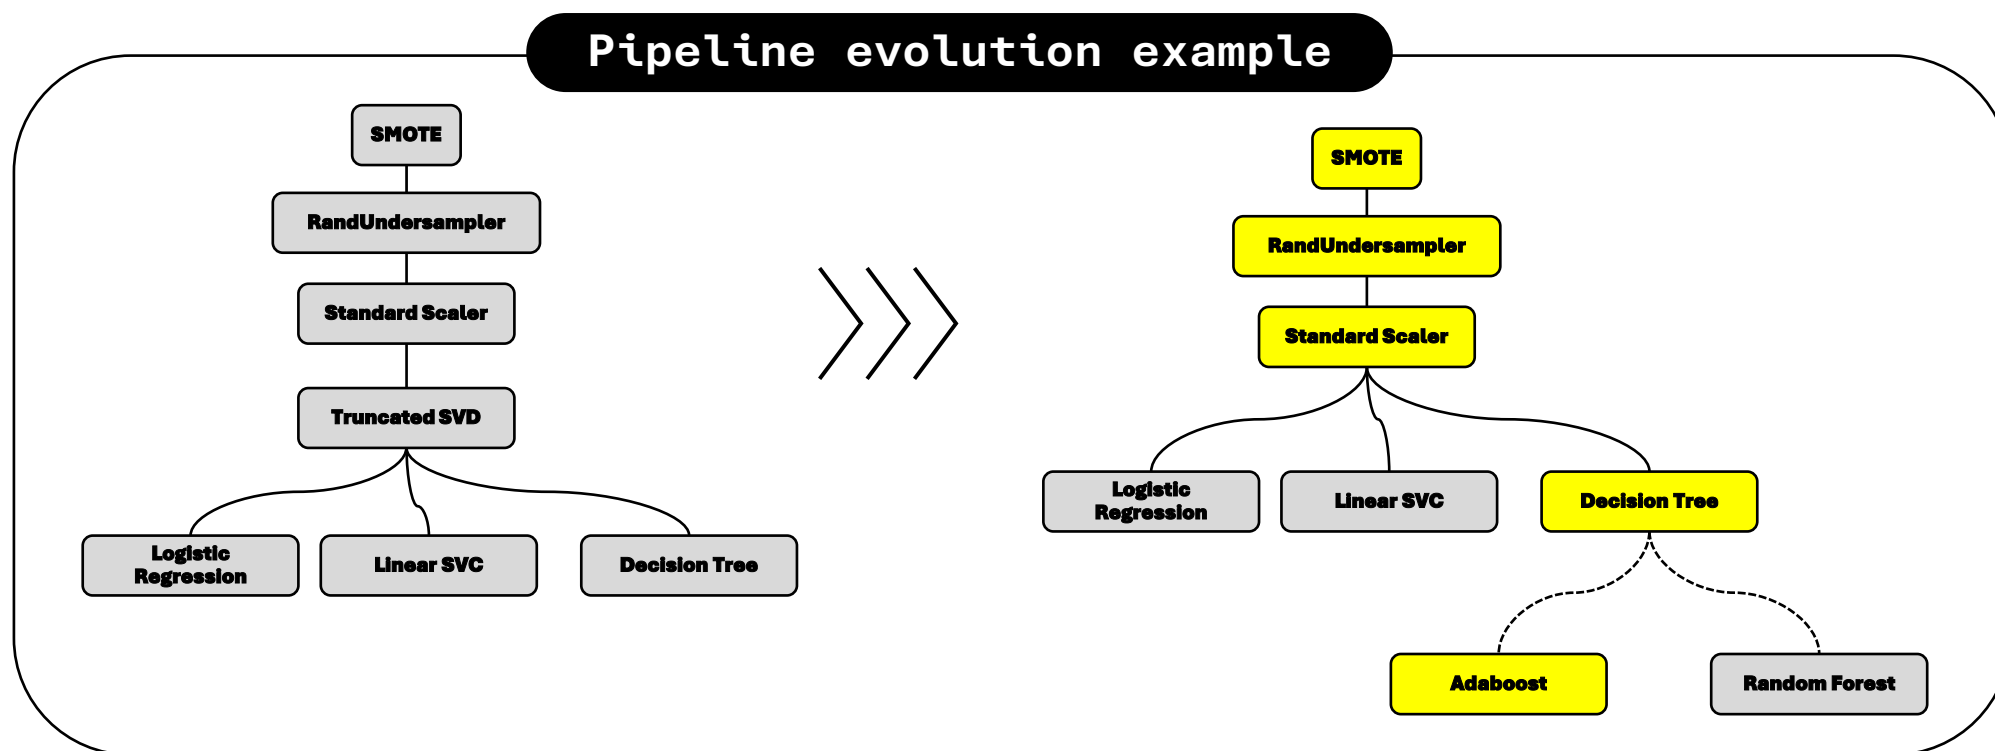 Pipeline evolution example
SMOTE
RandUndersampler
Standard Scaler
Truncated SVD
Logistic
Regression
Linear SVC
Decision Tree
SMOTE
RandUndersampler
Standard Scaler
Logistic
Regression
Linear SVC
Decision Tree
Adaboost
Random Forest